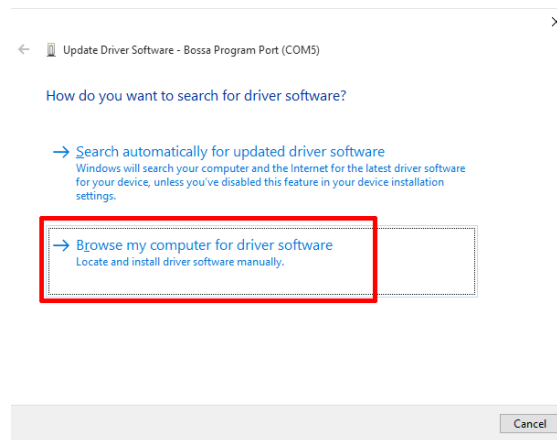 Update Driver Software - Bossa Program Port (COM5)
How do you want to search for driver software?
Search automatically for updated driver software
Windows will search your computer and the Internet for the latest driver software
for your device, unless you've disabled this feature in your device installation
settings.
Browse my computer for driver software
Locate and install driver software manually.
Cancel